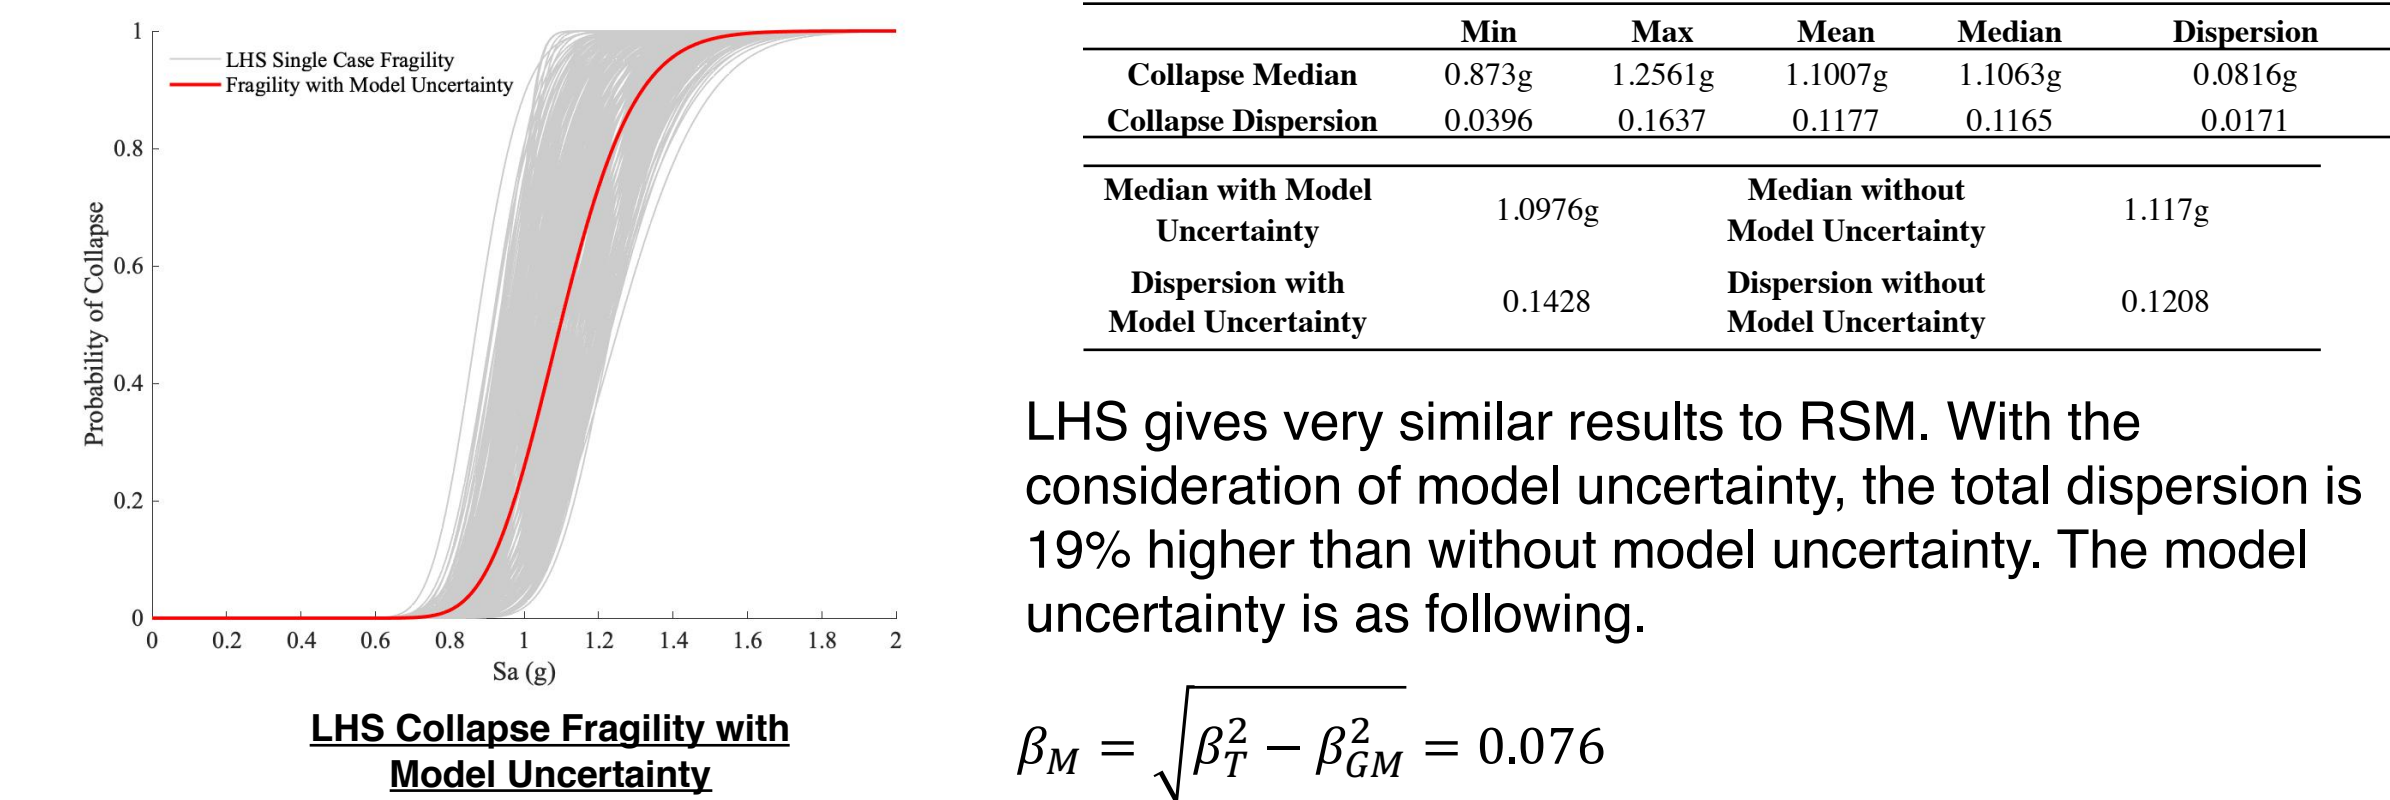 1
LHS Single Case Fragility
Fragility with Model Uncertainty
0.8
0.6
0.4
0.2
0
Probability of Collapse
0 0.2 0.4 0.6 0.8 1 1.2 1.4 1.6 1.8 2
Sa (g)
LHS Collapse Fragility with
Model Uncertainty
Min Max Mean Median Dispersion
Collapse Median 0.873g 1.2561g 1.1007g 1.1063g 0.0816g
Collapse Dispersion 0.0396 0.1637 0.1177 0.1165 0.0171
Median with Model
Uncertainty
1.0976g
Median without
Model Uncertainty
1.117g
Dispersion with
Model Uncertainty
0.1428
Dispersion without
Model Uncertainty
0.1208
LHS gives very similar results to RSM. With the
consideration of model uncertainty, the total dispersion is
19% higher than without model uncertainty. The model
uncertainty is as following.
β_M = √(β_T^2 − β_GM^2) = 0.076